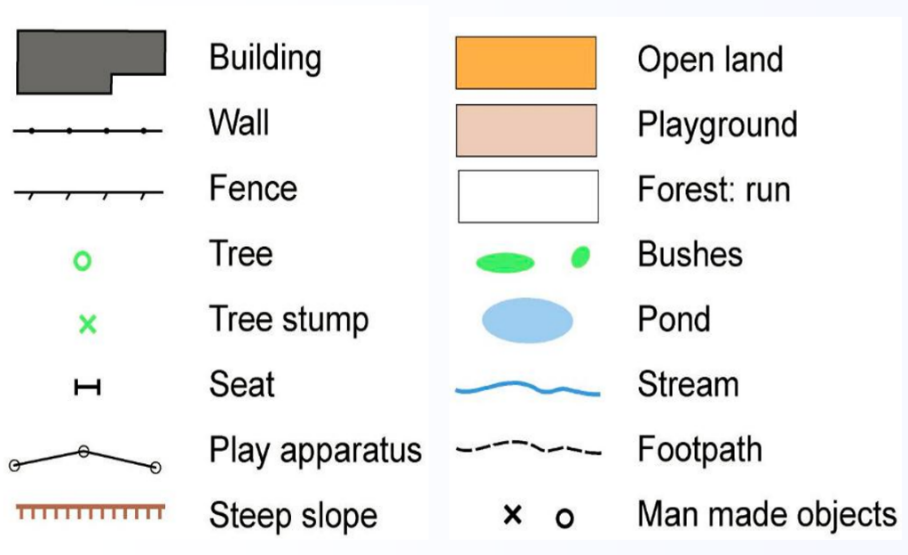 Building
Wall
Fence
Tree
Tree stump
Seat
Play apparatus
Steep slope
Open land
Playground
Forest: run
Bushes
Pond
Stream
Footpath
Man made objects